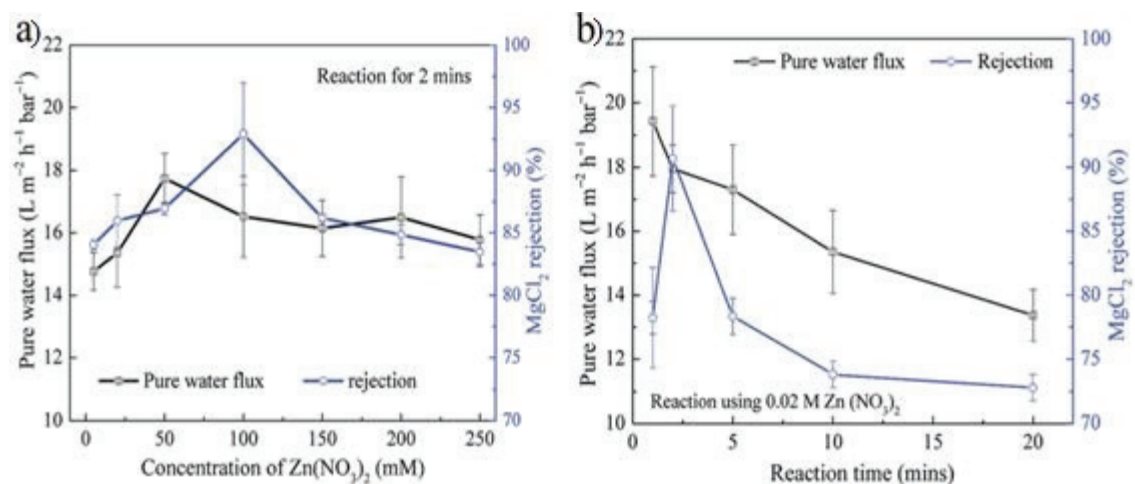 a)
Reaction for 2 mins
Pure water flux
rejection
Pure water flux (L m⁻² h⁻¹ bar⁻¹)
22
20
18
16
14
12
10
MgCl₂ rejection (%)
100
95
90
85
80
75
70
0 50 100 150 200 250
Concentration of Zn(NO₃)₂ (mM)
b)
Pure water flux
Rejection
Reaction using 0.02 M Zn (NO₃)₂
Pure water flux (L m⁻² h⁻¹ bar⁻¹)
22
20
18
16
14
12
10
MgCl₂ rejection (%)
100
95
90
85
80
75
70
0 5 10 15 20
Reaction time (mins)